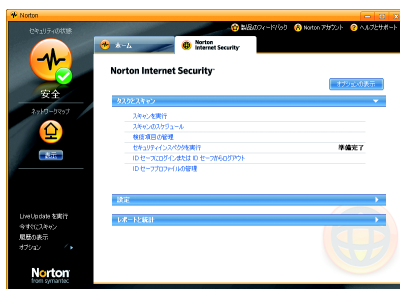 Norton
セキュリティの状態
製品のフィードバック
Norton アカウント
ヘルプとサポート
ホーム
Norton
Internet Security
Norton Internet Security
オプションの表示
安全
タスクとスキャン
スキャンを実行
スキャンのスケジュール
検疫項目の管理
セキュリティインスペクタを実行
準備完了
ID セーフにログインまたは ID セーフからログアウト
ID セーフプロファイルの管理
ネットワークマップ
表示
設定
レポートと統計
LiveUpdate を実行
今すぐにスキャン
履歴の表示
オプション
Norton
from symantec